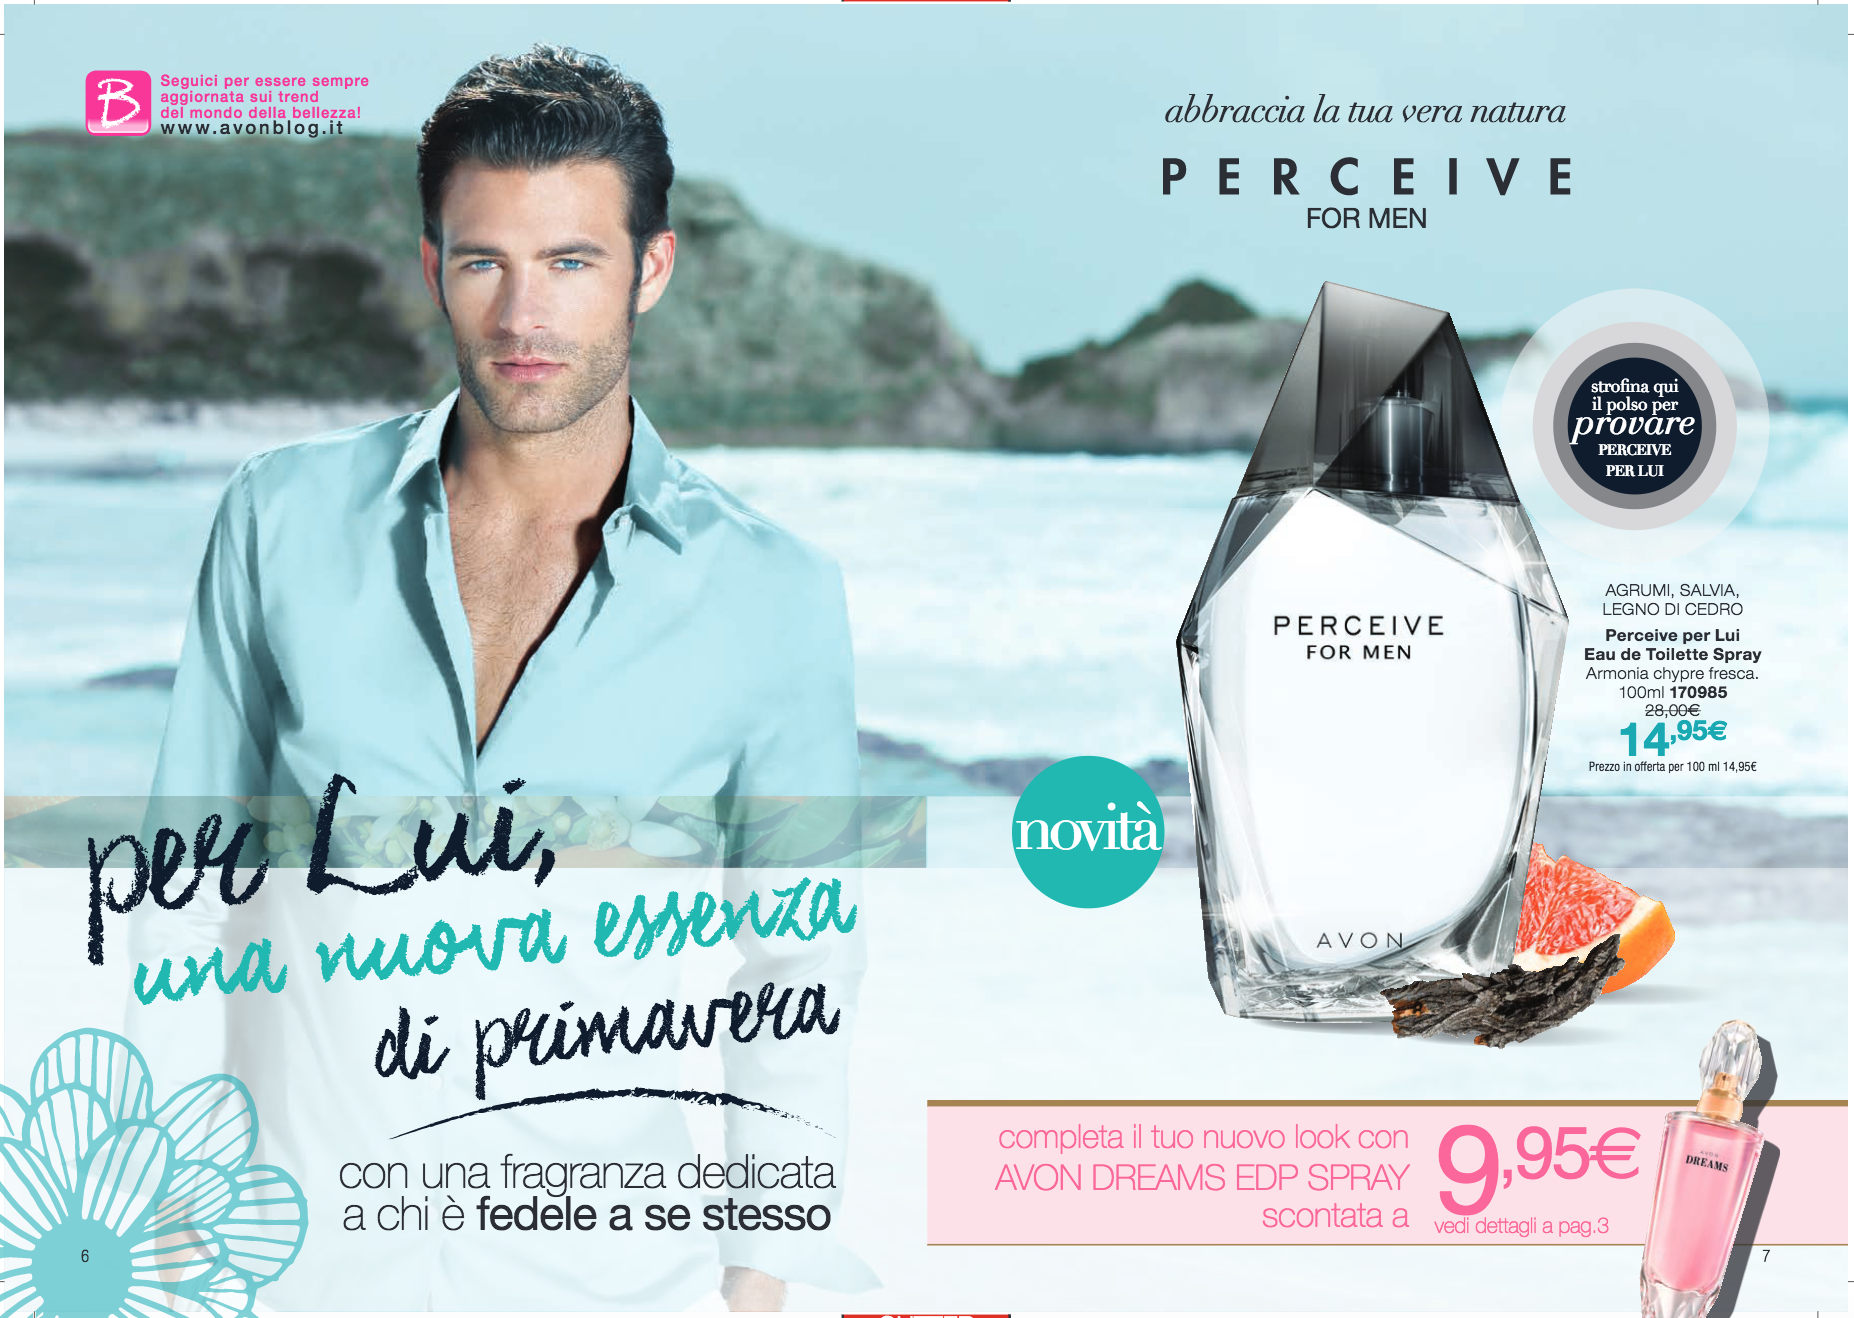 Seguici per essere sempre
aggiornata sui trend
del mondo della bellezza!
www.avonblog.it
per Lui,
una nuova essenza
di primavera
con una fragranza dedicata
a chi è fedele a se stesso
6
abbraccia la tua vera natura
PERCEIVE
FOR MEN
strofina qui
il polso per
provare
PERCEIVE
PER LUI
AGRUMI, SALVIA,
LEGNO DI CEDRO
Perceive per Lui
Eau de Toilette Spray
Armonia chypre fresca.
100ml 170985
28,00€
14,95€
Prezzo in offerta per 100 ml 14,95€
PERCEIVE
FOR MEN
AVON
novità
completa il tuo nuovo look con
AVON DREAMS EDP SPRAY
scontata a
9,95€
vedi dettagli a pag.3
AVON
DREAMS
7